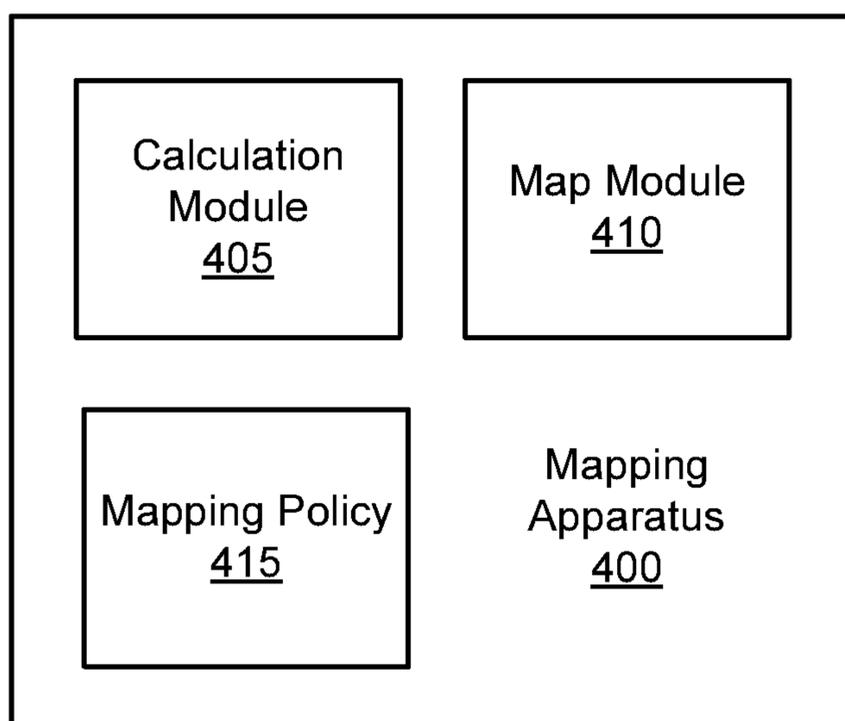 Calculation
Module
405
Map Module
410
Mapping Policy
415
Mapping
Apparatus
400